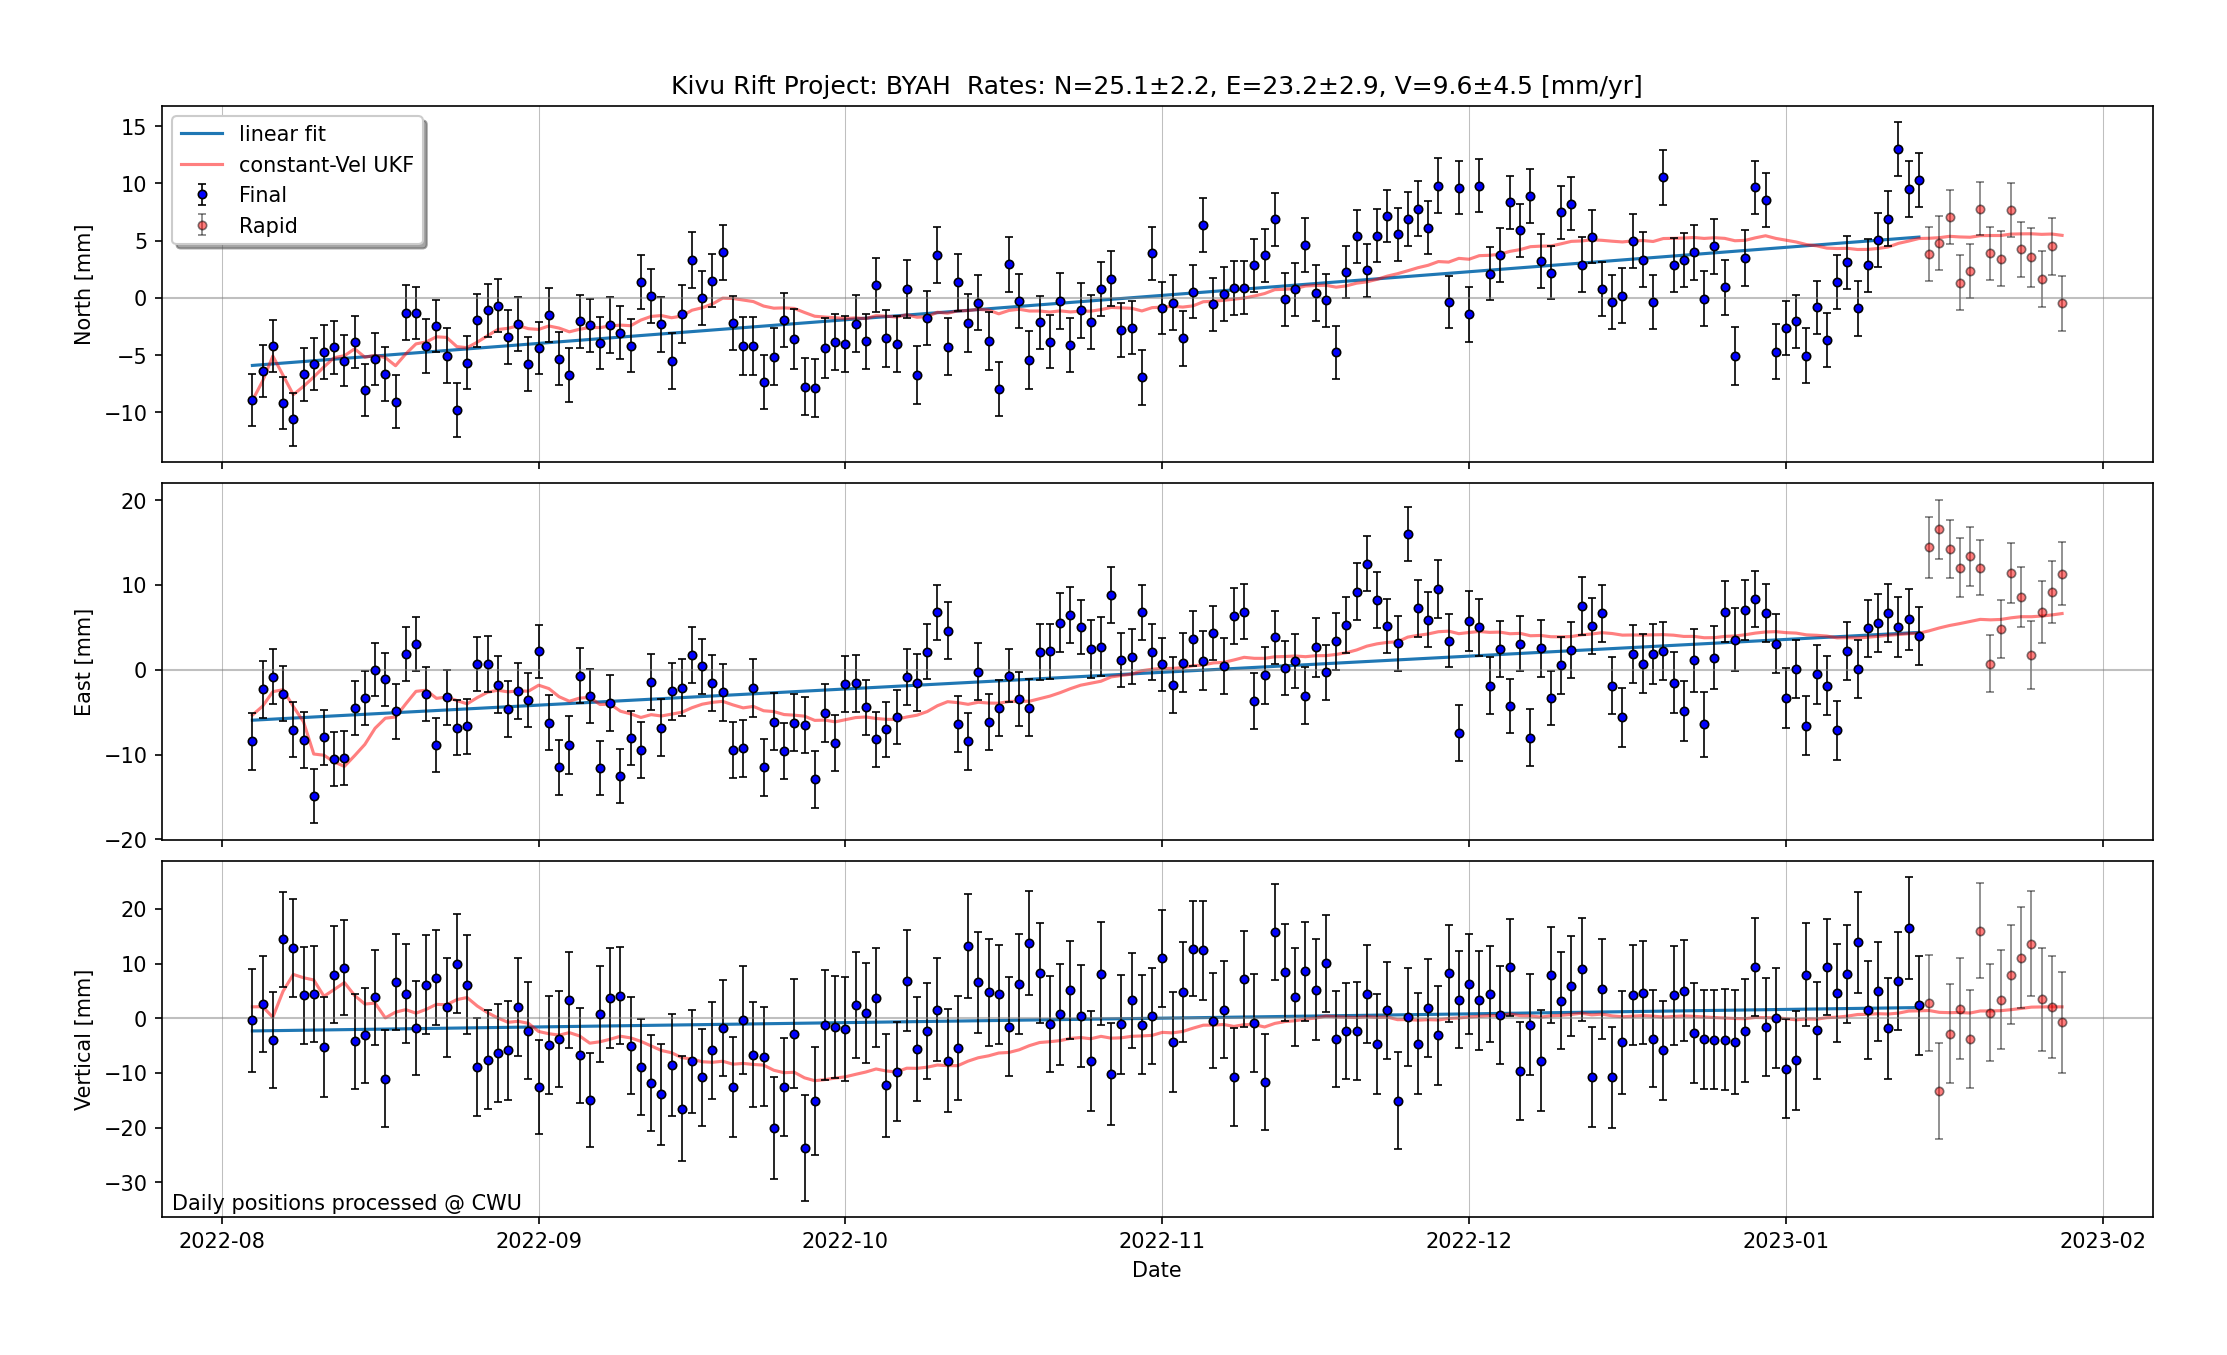 Kivu Rift Project: BYAH  Rates: N=25.1±2.2, E=23.2±2.9, V=9.6±4.5 [mm/yr]
linear fit
constant-Vel UKF
Final
Rapid
North [mm]
15
10
5
0
−5
−10
East [mm]
20
10
0
−10
−20
Vertical [mm]
20
10
0
−10
−20
−30
Daily positions processed @ CWU
2022-08 2022-09 2022-10 2022-11 2022-12 2023-01 2023-02
Date